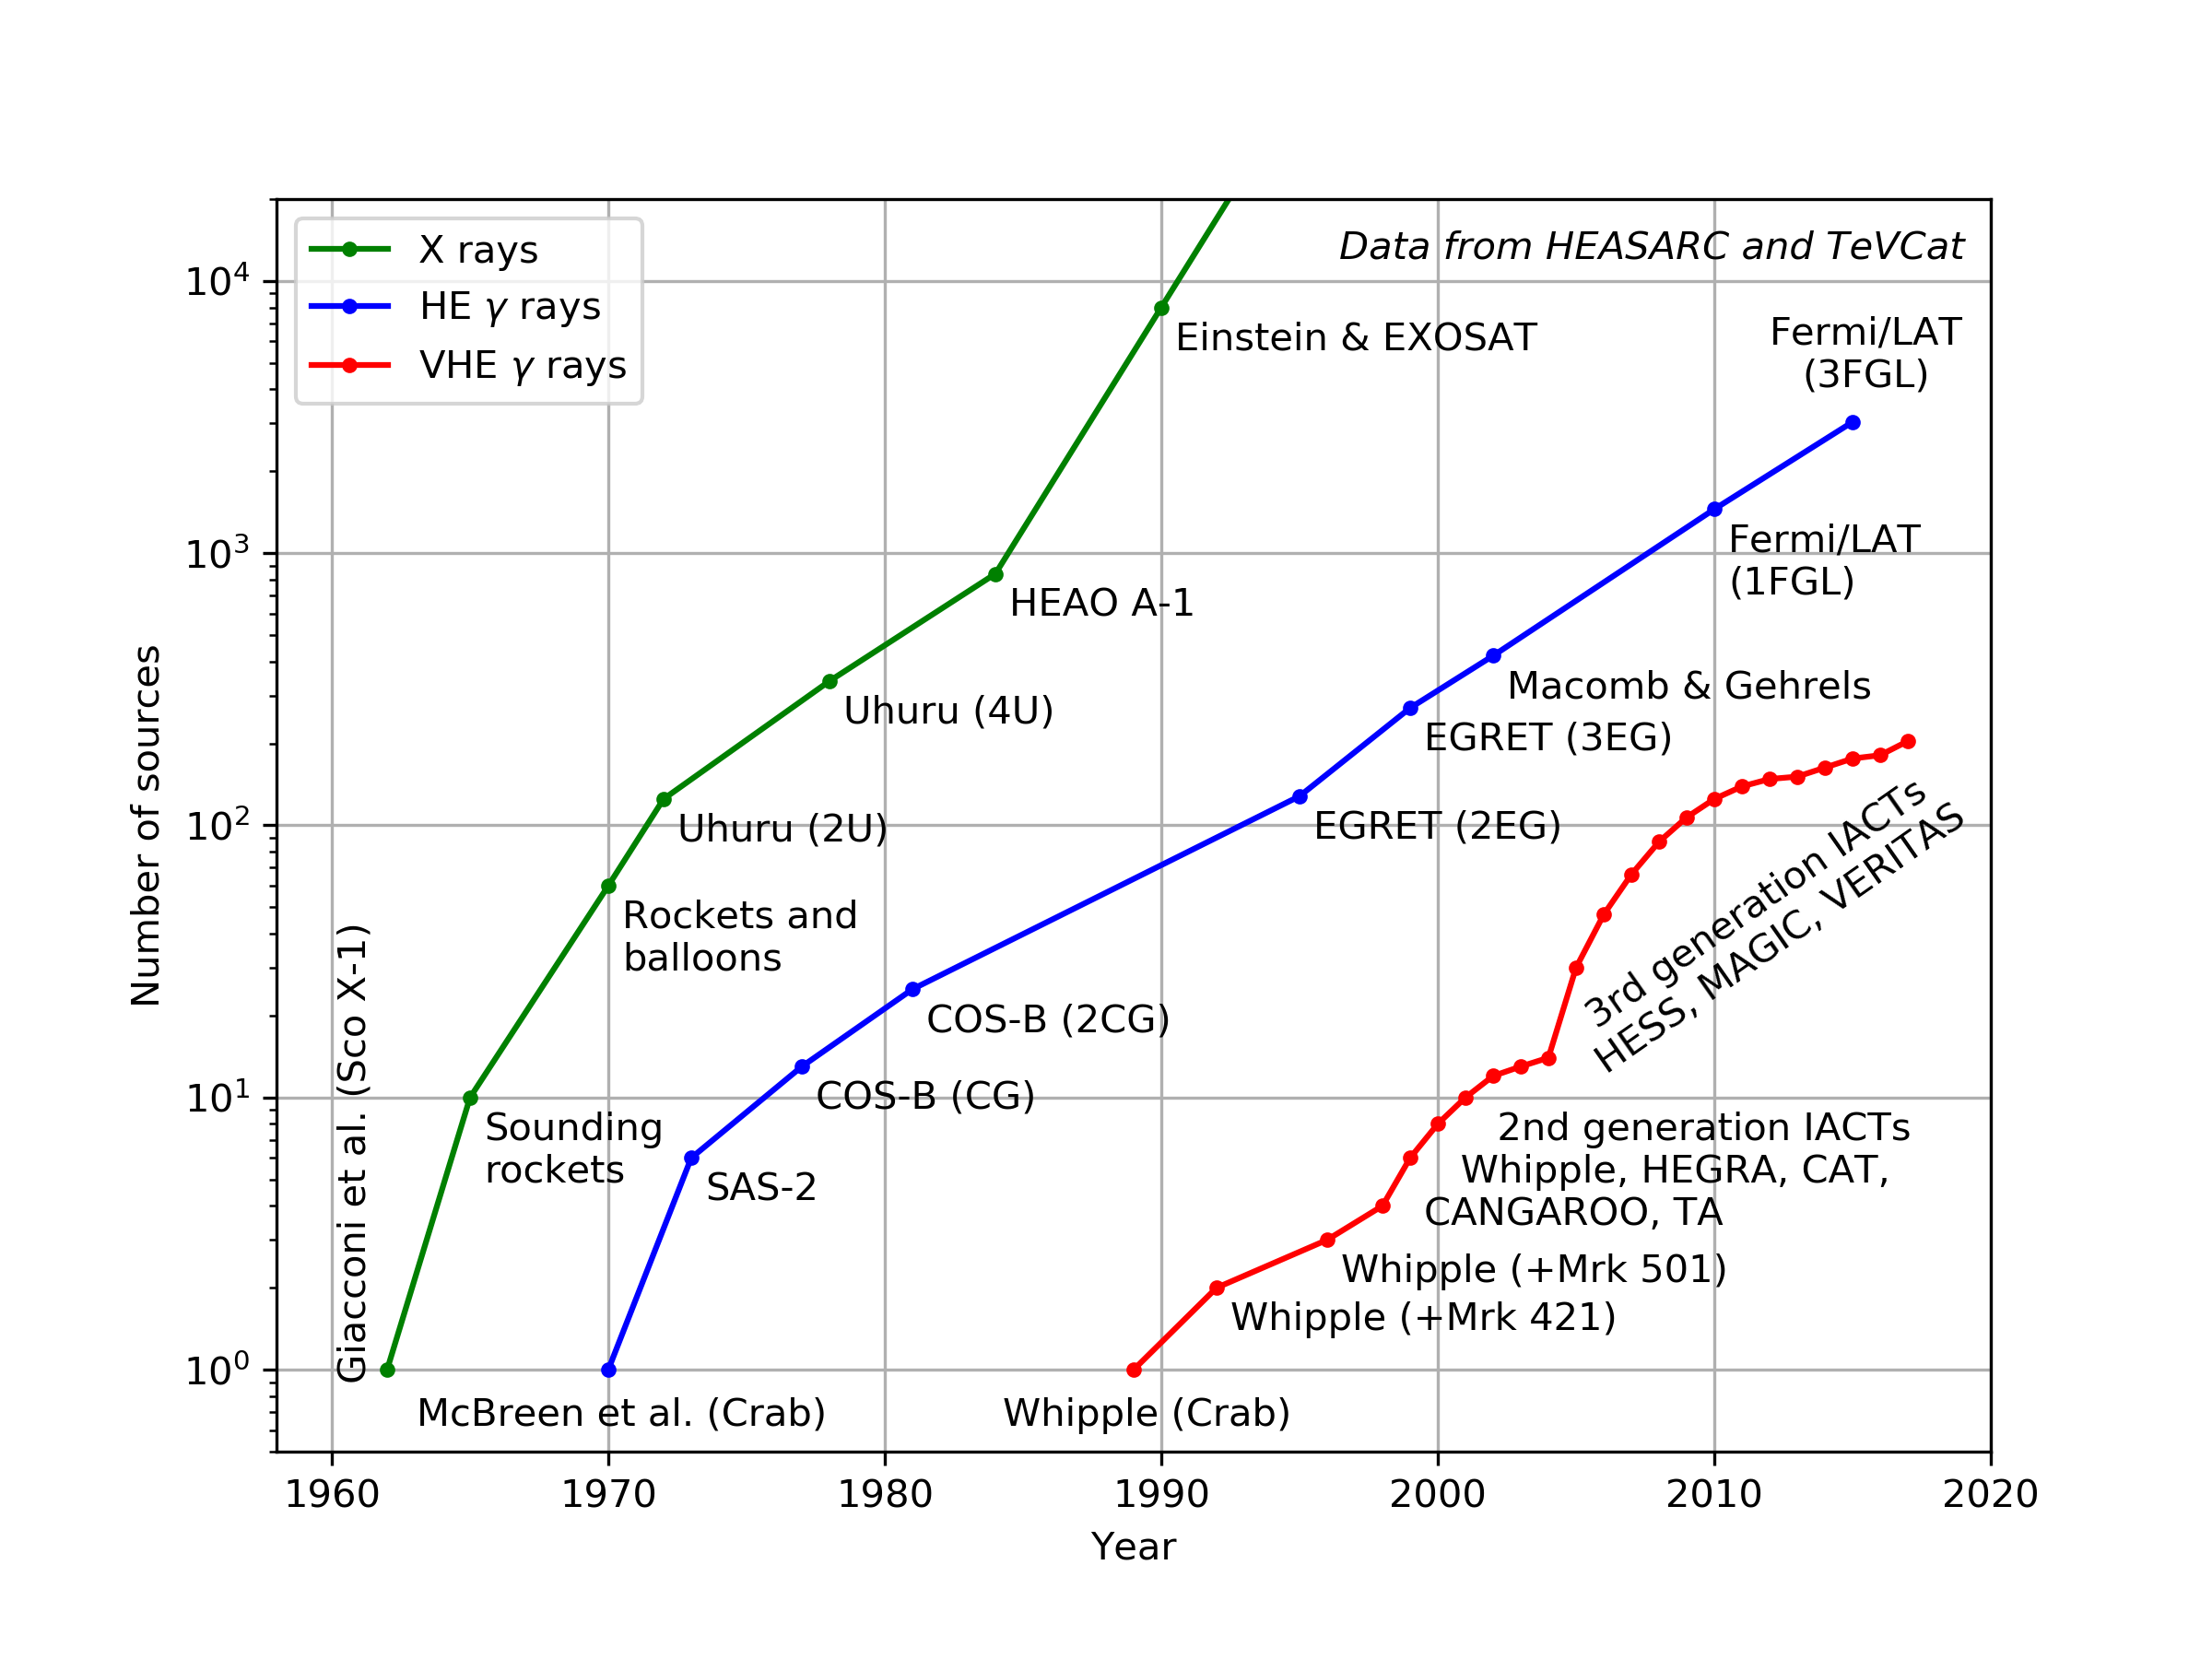 X rays
HE γ rays
VHE γ rays
Data from HEASARC and TeVCat
Einstein & EXOSAT
Fermi/LAT
(3FGL)
Fermi/LAT
(1FGL)
HEAO A-1
Macomb & Gehrels
Uhuru (4U)
EGRET (3EG)
Uhuru (2U)
EGRET (2EG)
Rockets and
balloons
3rd generation IACTs
HESS, MAGIC, VERITAS
COS-B (2CG)
COS-B (CG)
Sounding
rockets
SAS-2
2nd generation IACTs
Whipple, HEGRA, CAT,
CANGAROO, TA
Whipple (+Mrk 501)
Whipple (+Mrk 421)
Giacconi et al. (Sco X-1)
McBreen et al. (Crab)
Whipple (Crab)
Number of sources
10⁴
10³
10²
10¹
10⁰
1960 1970 1980 1990 2000 2010 2020
Year